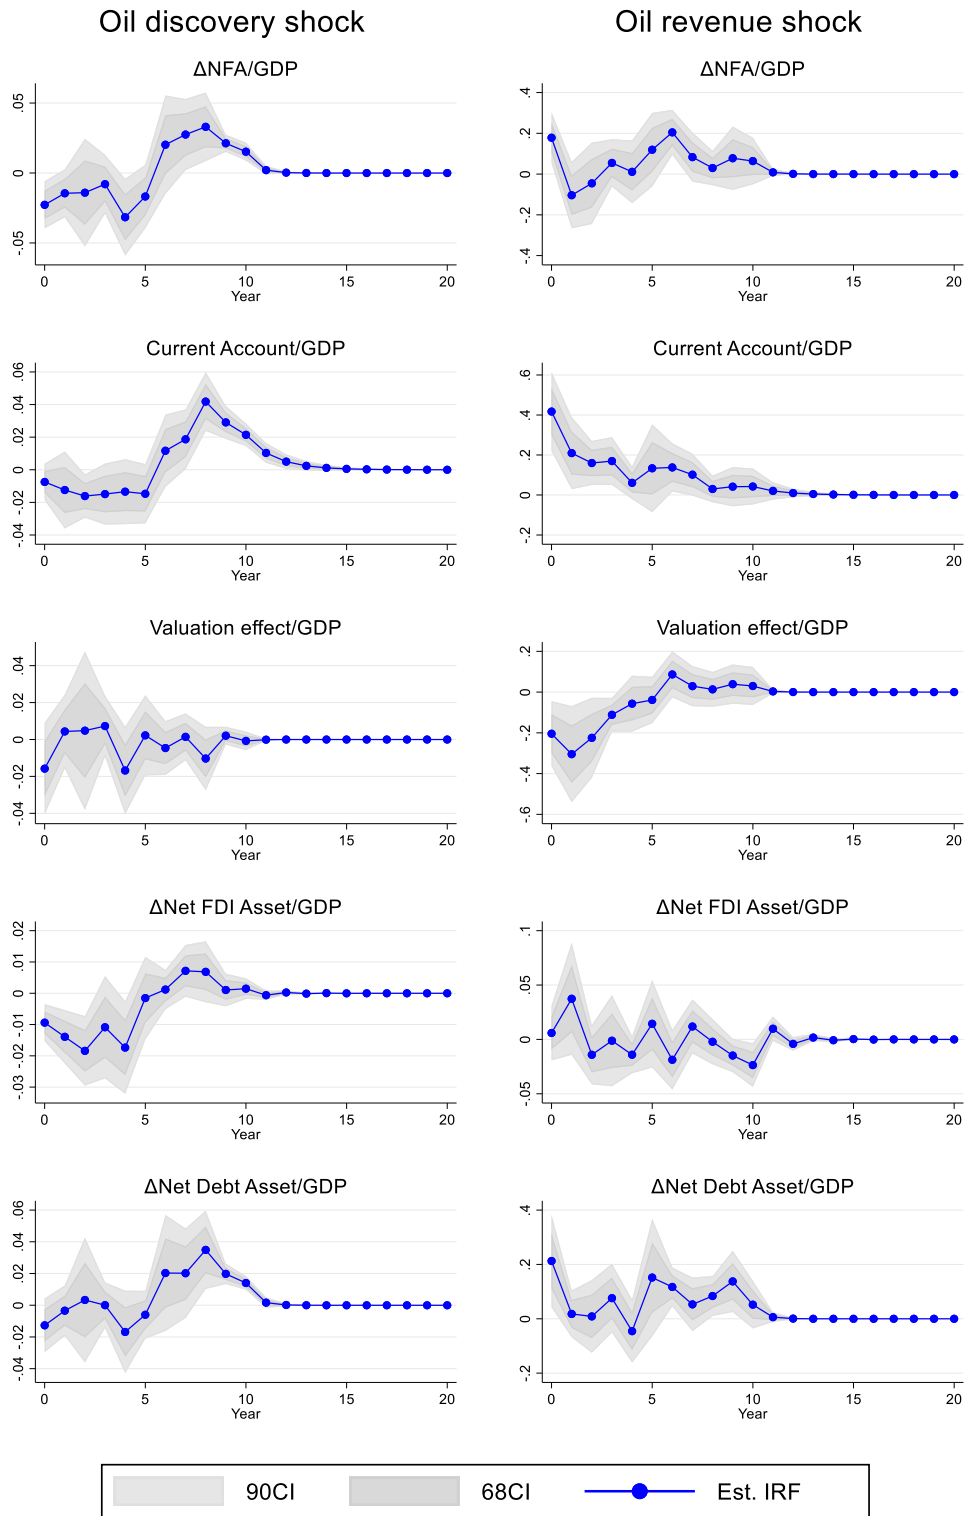 Oil discovery shock
Oil revenue shock
ΔNFA/GDP
.05
0
-.05
0 5 10 15 20
Year
ΔNFA/GDP
.4
.2
0
-.2
-.4
0 5 10 15 20
Year
Current Account/GDP
.06
.04
.02
0
-.02
-.04
0 5 10 15 20
Year
Current Account/GDP
.6
.4
.2
0
-.2
0 5 10 15 20
Year
Valuation effect/GDP
.04
.02
0
-.02
-.04
0 5 10 15 20
Year
Valuation effect/GDP
.2
0
-.2
-.4
-.6
0 5 10 15 20
Year
ΔNet FDI Asset/GDP
.02
.01
0
-.01
-.02
-.03
0 5 10 15 20
Year
ΔNet FDI Asset/GDP
.1
.05
0
-.05
0 5 10 15 20
Year
ΔNet Debt Asset/GDP
.06
.04
.02
0
-.02
-.04
0 5 10 15 20
Year
ΔNet Debt Asset/GDP
.4
.2
0
-.2
0 5 10 15 20
Year
90CI 68CI Est. IRF